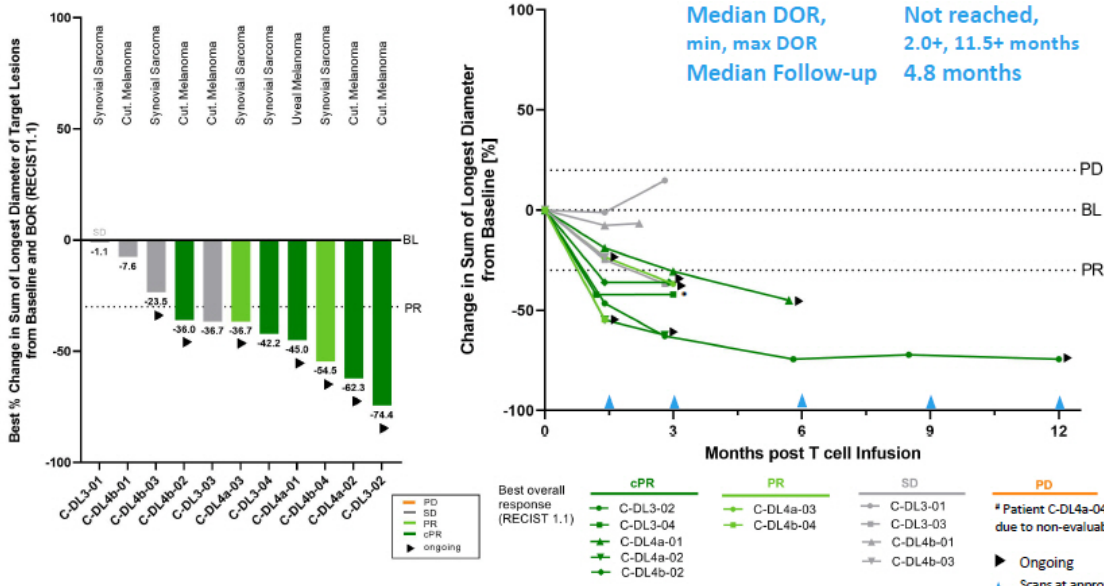 Best % Change in Sum of Longest Diameter of Target Lesions
from Baseline and BOR (RECIST1.1)
100
50
0
-50
-100
Synovial Sarcoma
Cut. Melanoma
Synovial Sarcoma
Cut. Melanoma
Cut. Melanoma
Synovial Sarcoma
Synovial Sarcoma
Uveal Melanoma
Synovial Sarcoma
Cut. Melanoma
Cut. Melanoma
SD
-1.1
-7.6
-23.5
-36.0
-36.7
-36.7
-42.2
-45.0
-54.5
-62.3
-74.4
BL
PR
C-DL3-01
C-DL4b-01
C-DL4b-03
C-DL4b-02
C-DL3-03
C-DL4a-03
C-DL3-04
C-DL4a-01
C-DL4b-04
C-DL4a-02
C-DL3-02
PD
SD
PR
cPR
ongoing
Median DOR, Not reached,
min, max DOR 2.0+, 11.5+ months
Median Follow-up 4.8 months
Change in Sum of Longest Diameter
from Baseline [%]
100
50
0
-50
-100
PD
BL
PR
*
0 3 6 9 12
Months post T cell Infusion
Best overall
response
(RECIST 1.1)
cPR
C-DL3-02
C-DL3-04
C-DL4a-01
C-DL4a-02
C-DL4b-02
PR
C-DL4a-03
C-DL4b-04
SD
C-DL3-01
C-DL3-03
C-DL4b-01
C-DL4b-03
PD
# Patient C-DL4a-04
due to non-evaluab
Ongoing
Scans at appro